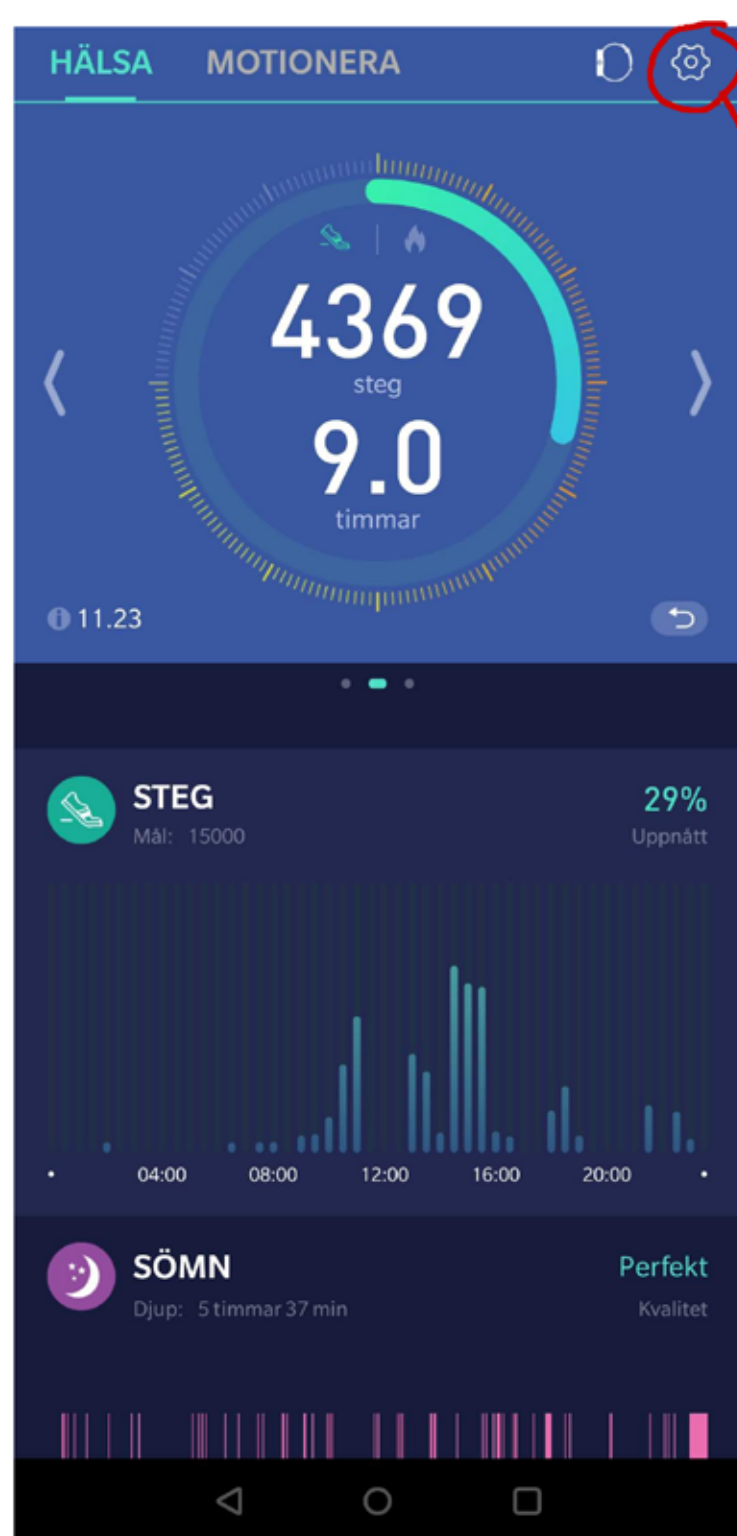 HÄLSA MOTIONERA
4369
steg
9.0
timmar
11.23
STEG 29%
Mål: 15000 Uppnått
04:00 08:00 12:00 16:00 20:00
SÖMN Perfekt
Djup: 5 timmar 37 min Kvalitet